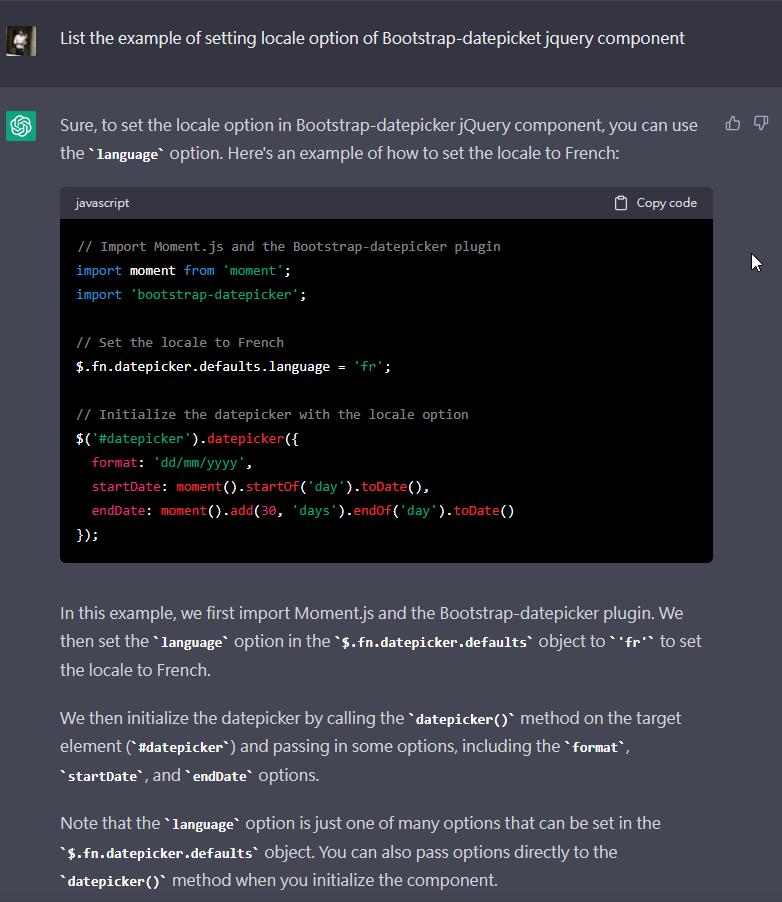 List the example of setting locale option of Bootstrap-datepicket jquery component
Sure, to set the locale option in Bootstrap-datepicker jQuery component, you can use
the `language` option. Here's an example of how to set the locale to French:
javascript
Copy code
// Import Moment.js and the Bootstrap-datepicker plugin
import moment from 'moment';
import 'bootstrap-datepicker';
// Set the locale to French
$.fn.datepicker.defaults.language = 'fr';
// Initialize the datepicker with the locale option
$('#datepicker').datepicker({
  format: 'dd/mm/yyyy',
  startDate: moment().startOf('day').toDate(),
  endDate: moment().add(30, 'days').endOf('day').toDate()
});
In this example, we first import Moment.js and the Bootstrap-datepicker plugin. We
then set the `language` option in the `$.fn.datepicker.defaults` object to `'fr'` to set
the locale to French.
We then initialize the datepicker by calling the `datepicker()` method on the target
element (`#datepicker`) and passing in some options, including the `format`,
`startDate`, and `endDate` options.
Note that the `language` option is just one of many options that can be set in the
`$.fn.datepicker.defaults` object. You can also pass options directly to the
`datepicker()` method when you initialize the component.